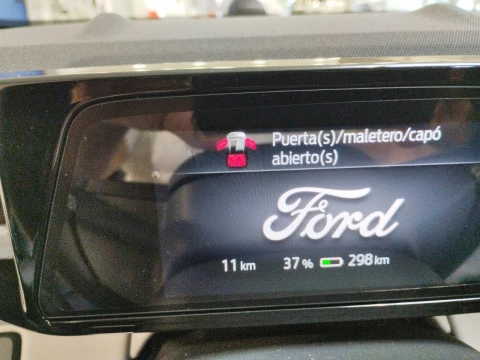 Puerta(s)/maletero/capó
abierto(s)
Ford
11 km 37 % 298 km